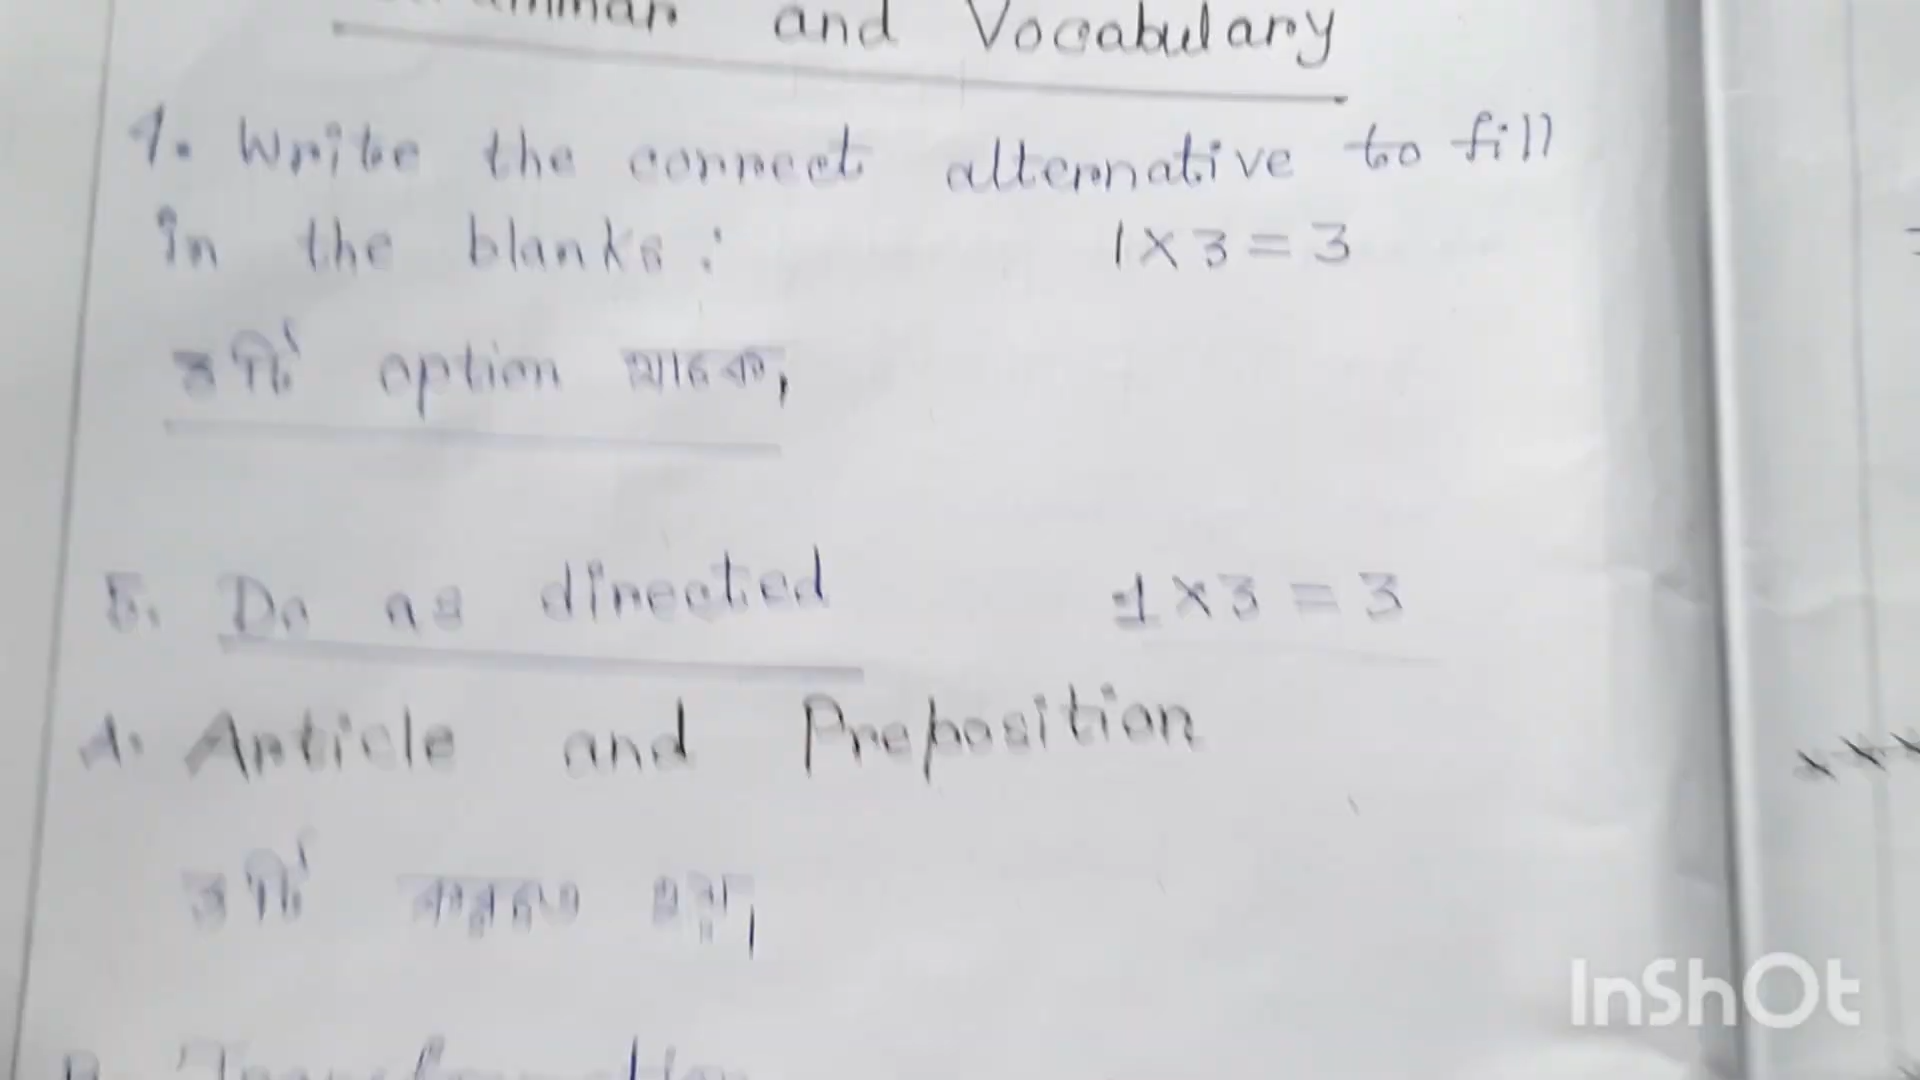 and Vocabulary
1. Write the correct alternative to fill
in the blanks: 1×3=3
৩টি option থাকে,
5. Do as directed 1×3=3
A. Article and Preposition
৩টি করতে হয়,
InShOt